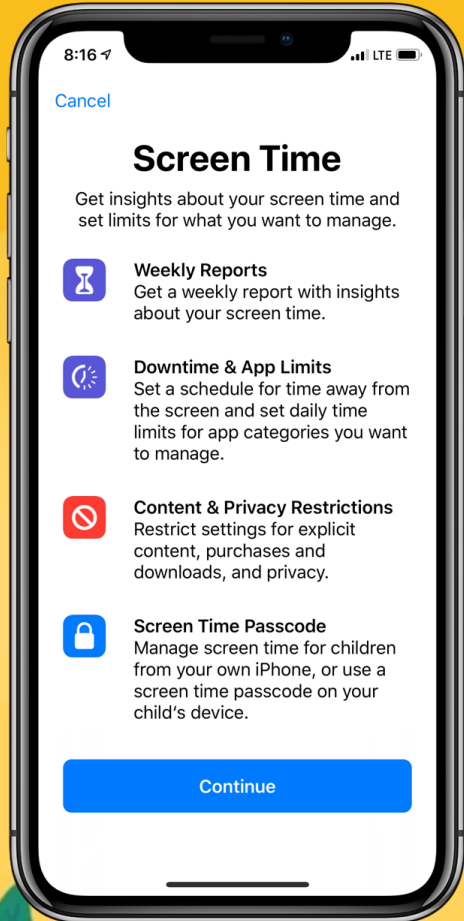 8:16
LTE
Cancel
Screen Time
Get insights about your screen time and
set limits for what you want to manage.
Weekly Reports
Get a weekly report with insights
about your screen time.
Downtime & App Limits
Set a schedule for time away from
the screen and set daily time
limits for app categories you want
to manage.
Content & Privacy Restrictions
Restrict settings for explicit
content, purchases and
downloads, and privacy.
Screen Time Passcode
Manage screen time for children
from your own iPhone, or use a
screen time passcode on your
child‘s device.
Continue